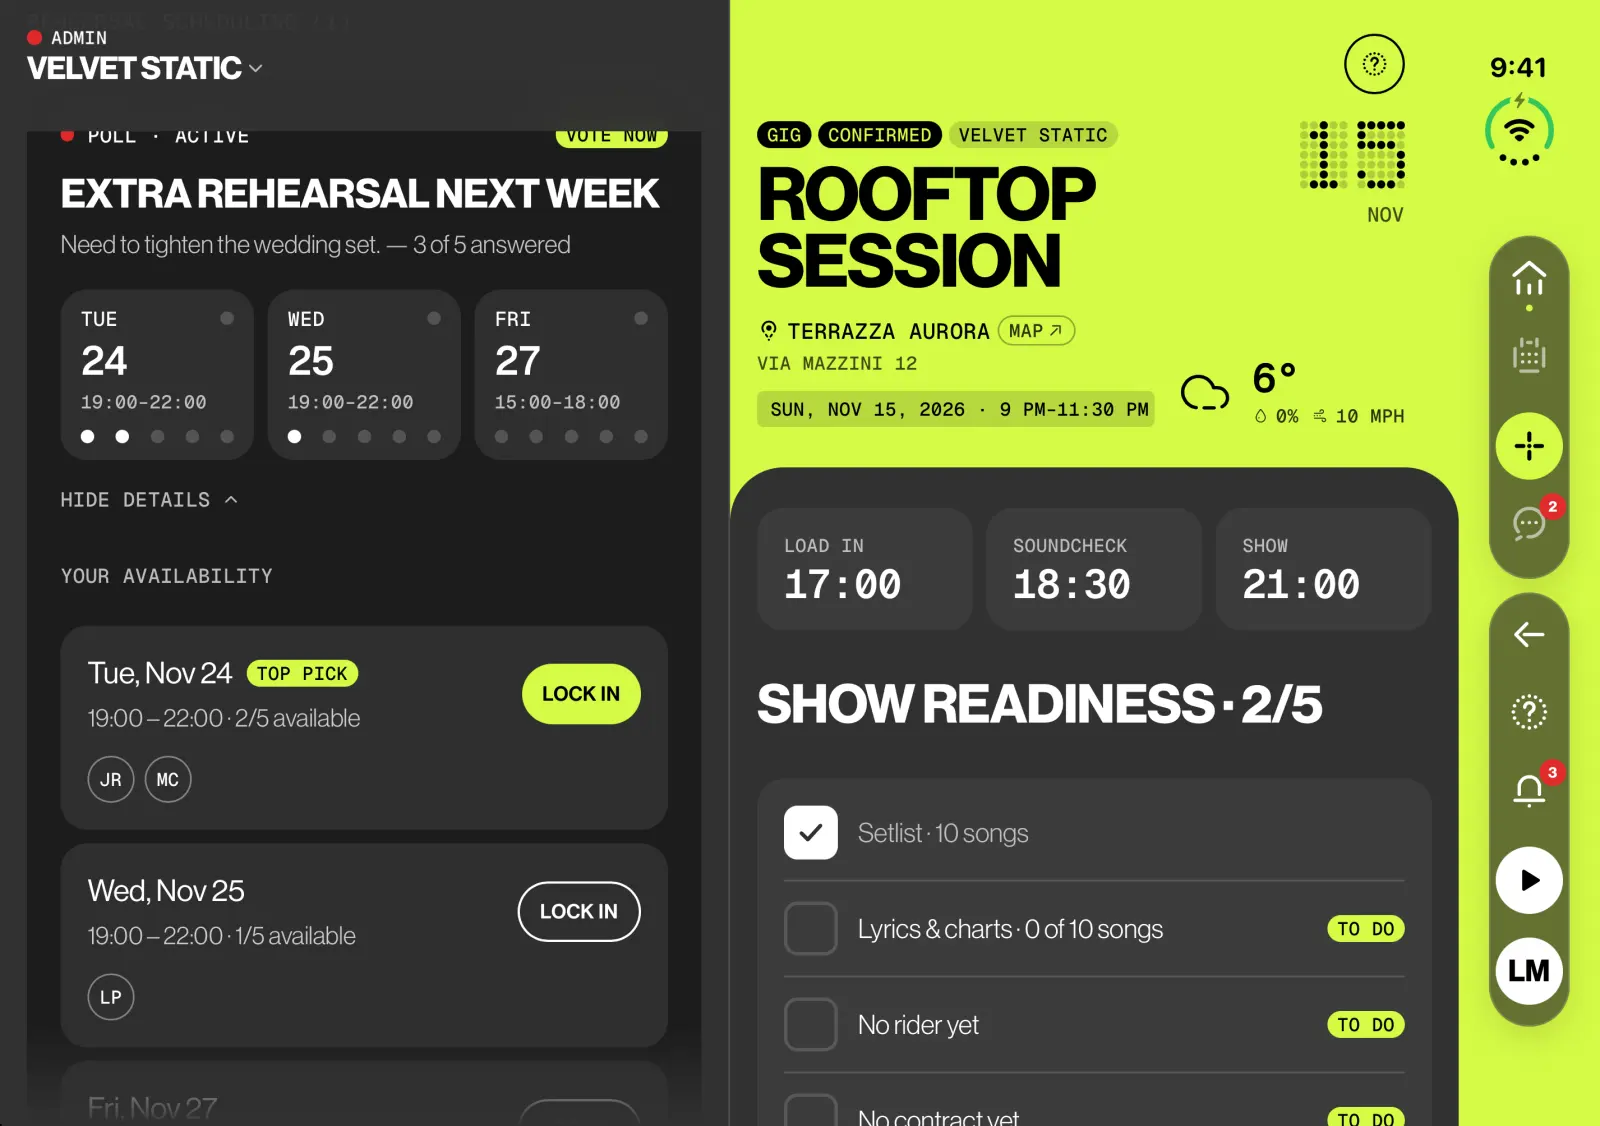 REHEARSAL SCHEDULISE (1)
ADMIN
VELVET STATIC
POLL · ACTIVE
VOTE NOW
EXTRA REHEARSAL NEXT WEEK
Need to tighten the wedding set. — 3 of 5 answered
TUE
24
19:00-22:00
WED
25
19:00-22:00
FRI
27
15:00-18:00
HIDE DETAILS
YOUR AVAILABILITY
Tue, Nov 24 TOP PICK
19:00 – 22:00 · 2/5 available
LOCK IN
JR MC
Wed, Nov 25
19:00 – 22:00 · 1/5 available
LOCK IN
LP
Fri, Nov 27
GIG CONFIRMED VELVET STATIC
ROOFTOP
SESSION
15
NOV
TERRAZZA AURORA MAP
VIA MAZZINI 12
SUN, NOV 15, 2026 · 9 PM-11:30 PM
6°
0% 10 MPH
LOAD IN
17:00
SOUNDCHECK
18:30
SHOW
21:00
SHOW READINESS · 2/5
Setlist · 10 songs
Lyrics & charts · 0 of 10 songs TO DO
No rider yet TO DO
No contract yet TO DO
9:41
2
3
LM